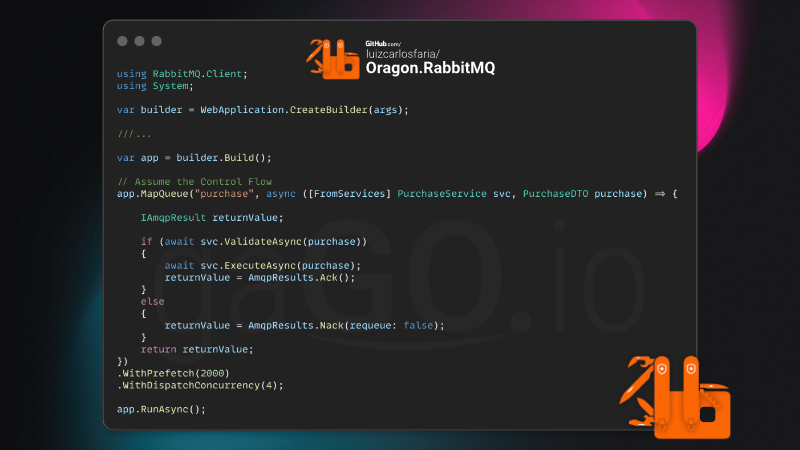 GitHub.com/
luizcarlosfaria/
Oragon.RabbitMQ
using RabbitMQ.Client;
using System;
var builder = WebApplication.CreateBuilder(args);
///...
var app = builder.Build();
// Assume the Control Flow
app.MapQueue("purchase", async ([FromServices] PurchaseService svc, PurchaseDTO purchase) => {
    IAmqpResult returnValue;
    if (await svc.ValidateAsync(purchase))
    {
        await svc.ExecuteAsync(purchase);
        returnValue = AmqpResults.Ack();
    }
    else
    {
        returnValue = AmqpResults.Nack(requeue: false);
    }
    return returnValue;
})
.WithPrefetch(2000)
.WithDispatchConcurrency(4);
app.RunAsync();
gaGO.io